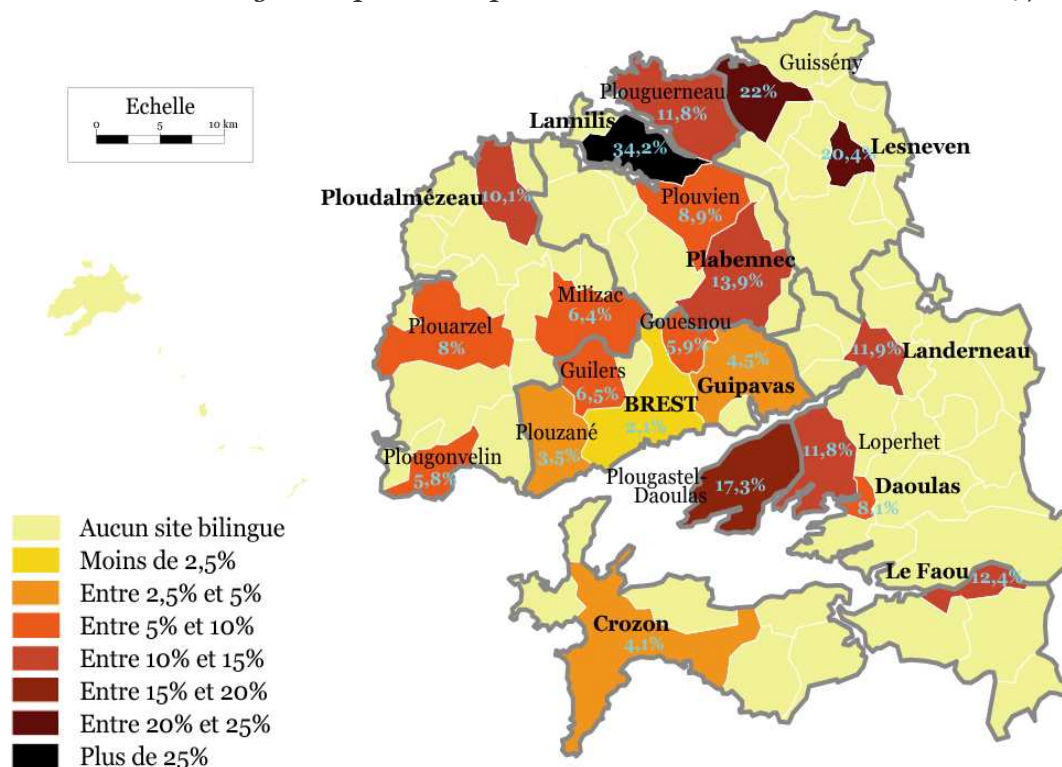 Echelle
0 5 10 km
Guissény
Plouguerneau
11,8%
22%
Lannilis
34,2%
Lesneven
20,4%
Ploudalmézeau
10,1%
Plouvien
8,9%
Plabennec
13,9%
Milizac
6,4%
Plouarzel
8%
Gouesnou
5,9%
Landerneau
11,9%
Guilers
6,5%
4,5%
Guipavas
BREST
2,1%
Plouzané
3,5%
Plougonvelin
5,8%
Plougastel-
Daoulas
17,3%
11,8%
Loperhet
Daoulas
8,1%
Le Faou
12,4%
Crozon
4,1%
Aucun site bilingue
Moins de 2,5%
Entre 2,5% et 5%
Entre 5% et 10%
Entre 10% et 15%
Entre 15% et 20%
Entre 20% et 25%
Plus de 25%